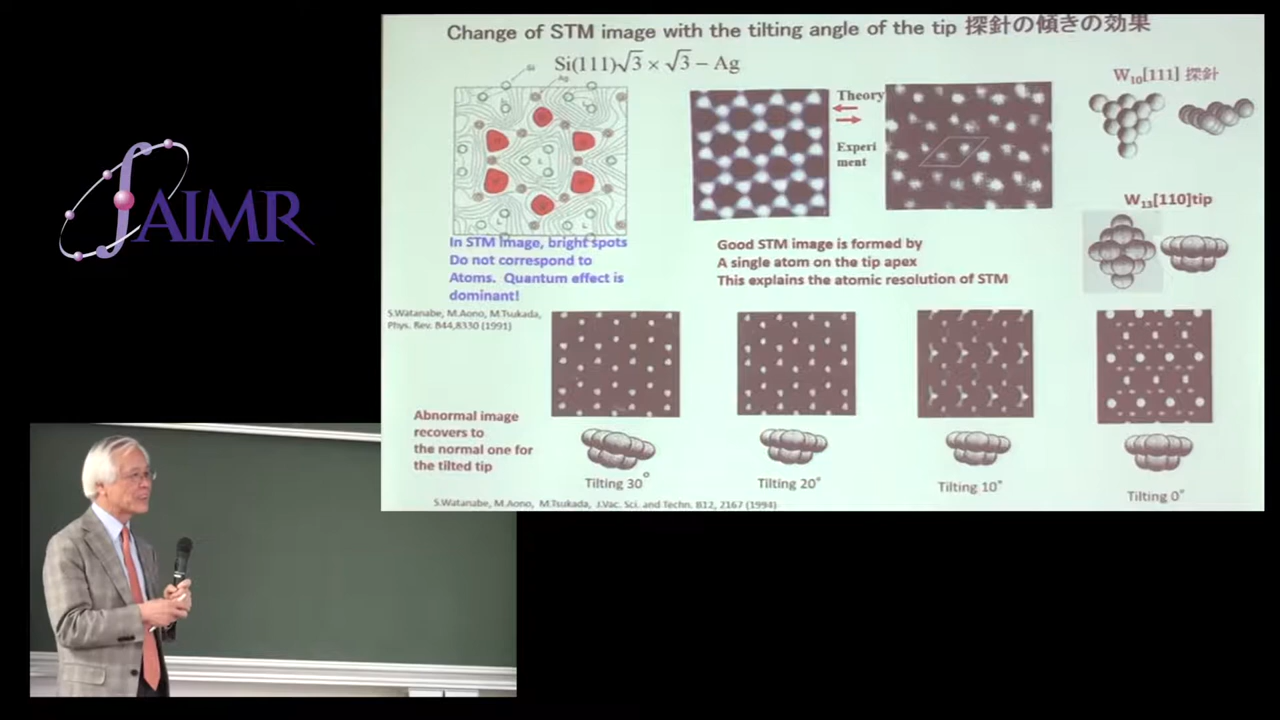 Change of STM image with the tilting angle of the tip 探針の傾きの効果
Si(111)√3 × √3 − Ag
Si
Ag
Theory
Experi
ment
W10[111] 探針
W13[110]tip
AIMR
In STM image, bright spots
Do not correspond to
Atoms. Quantum effect is
dominant!
Good STM image is formed by
A single atom on the tip apex
This explains the atomic resolution of STM
S.Watanabe, M.Aono, M.Tsukada,
Phys. Rev. B44,8330 (1991)
Abnormal image
recovers to
the normal one for
the tilted tip
Tilting 30°
Tilting 20°
Tilting 10°
Tilting 0°
S.Watanabe, M.Aono, M.Tsukada, J.Vac. Sci. and Techn. B12, 2167 (1994)